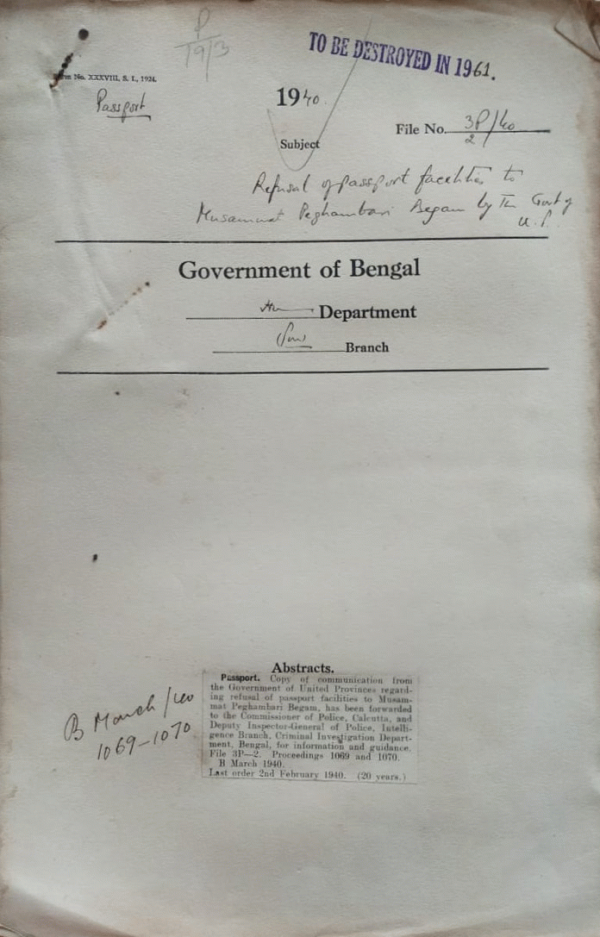 P
19/3
TO BE DESTROYED IN 1961.
Form No. XXXVIII, S. I., 1934.
Passport
1940.
Subject
File No. 3P/40
2
Refusal of passport facilities to
Musammat Peghambari Begam by the Govt of
U. P.
Government of Bengal
Department
Branch
Abstracts.
Passport. Copy of communication from
the Government of United Provinces regard-
ing refusal of passport facilities to Musam-
mat Peghambari Begam, has been forwarded
to the Commissioner of Police, Calcutta, and
Deputy Inspector-General of Police, Intelli-
gence Branch, Criminal Investigation Depart-
ment, Bengal, for information and guidance.
File 3P—2. Proceedings 1069 and 1070.
B March 1940.
Last order 2nd February 1940. (20 years.)
B March/40
1069–1070